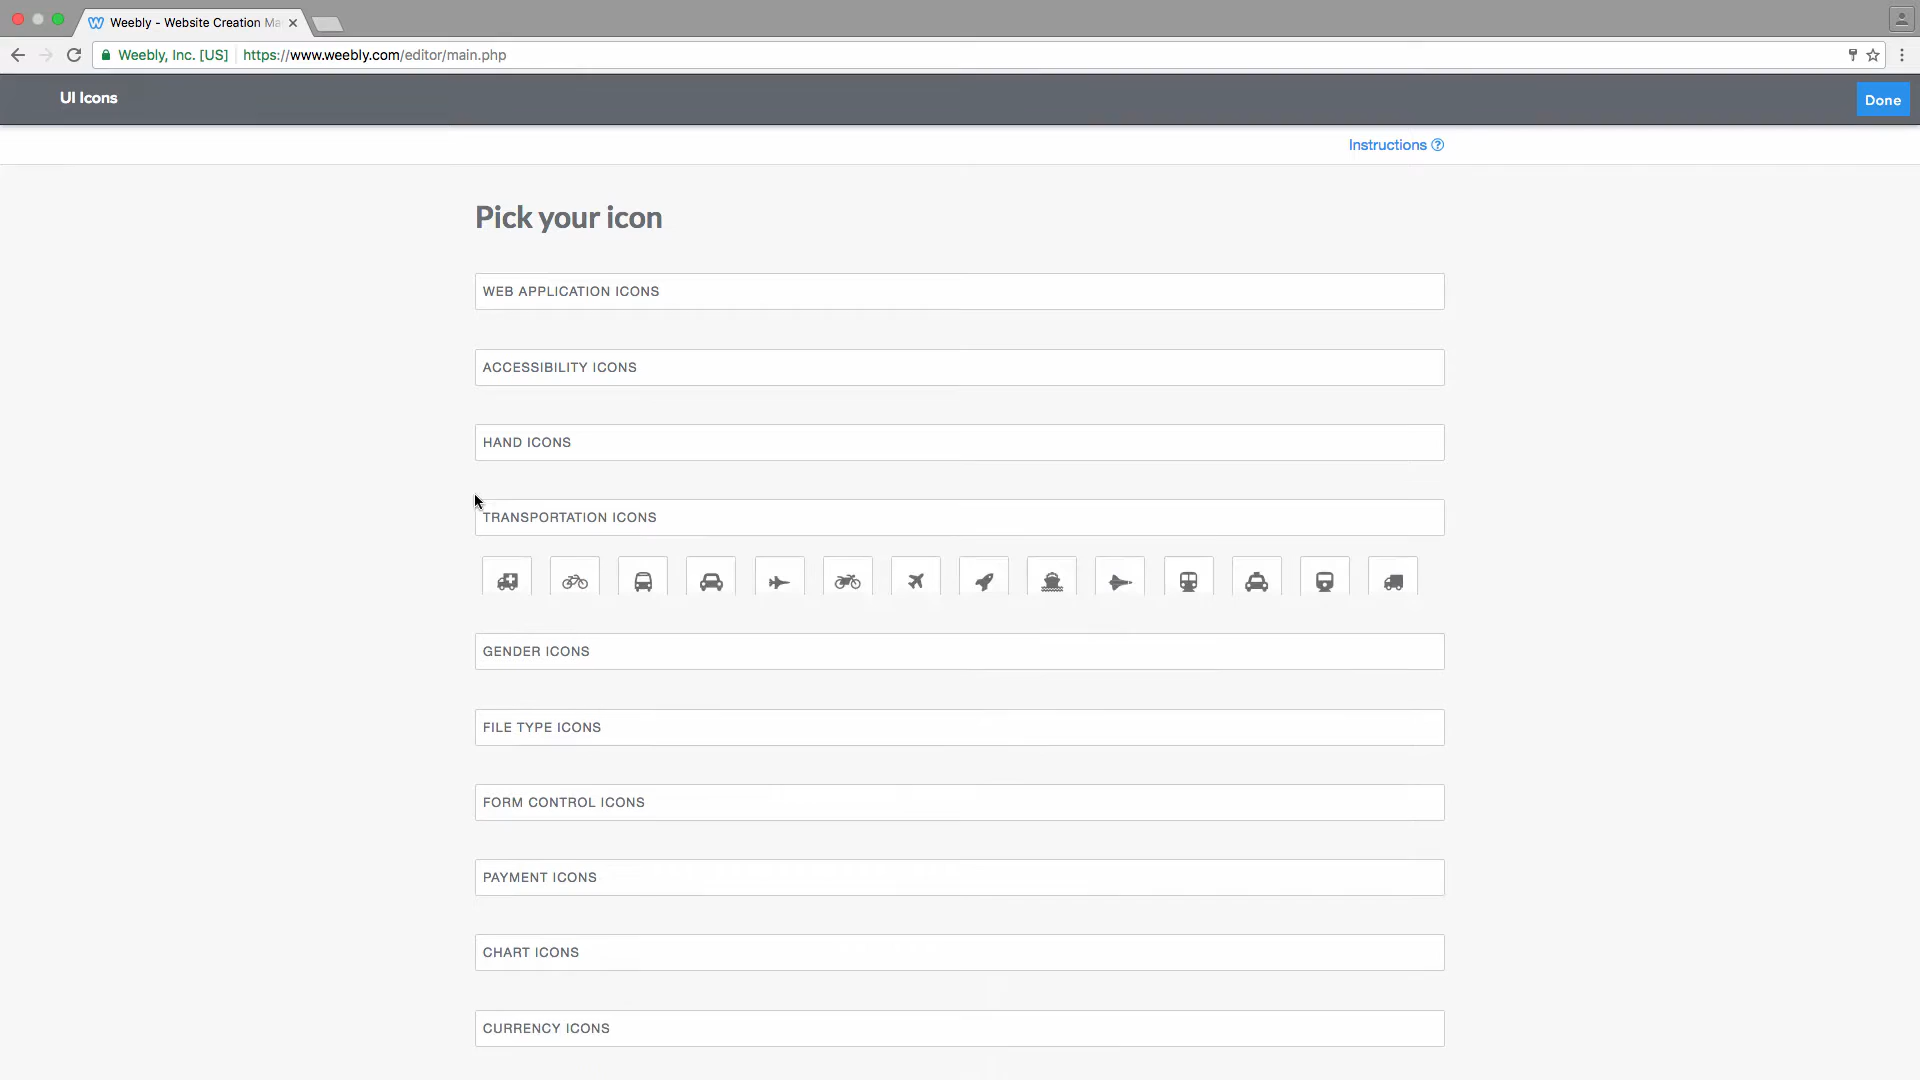 Weebly - Website Creation Ma
Weebly, Inc. [US]
https://www.weebly.com/editor/main.php
UI Icons
Done
Instructions
Pick your icon
WEB APPLICATION ICONS
ACCESSIBILITY ICONS
HAND ICONS
TRANSPORTATION ICONS
GENDER ICONS
FILE TYPE ICONS
FORM CONTROL ICONS
PAYMENT ICONS
CHART ICONS
CURRENCY ICONS